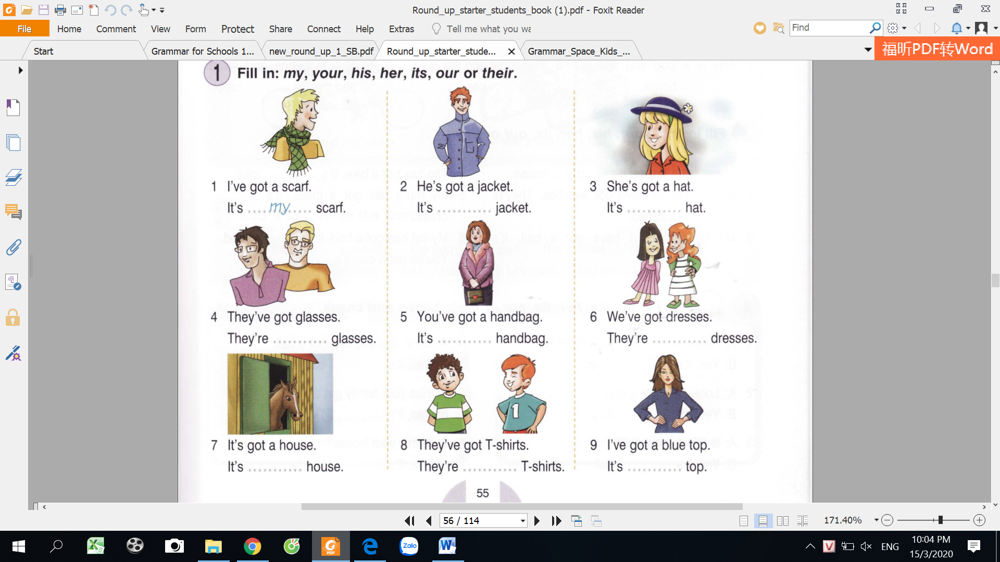 Round_up_starter_students_book (1).pdf - Foxit Reader
File Home Comment View Form Protect Share Connect Help Extras Tell me what you wa Find
Start Grammar for Schools 1... new_round_up_1_SB.pdf Round_up_starter_stude... Grammar_Space_Kids_... 福昕PDF转Word
1 Fill in: my, your, his, her, its, our or their.
1 I've got a scarf.
It's ............ my ............ scarf.
2 He's got a jacket.
It's ............ jacket.
3 She's got a hat.
It's ............ hat.
4 They've got glasses.
They're ............ glasses.
5 You've got a handbag.
It's ............ handbag.
6 We've got dresses.
They're ............ dresses.
7 It's got a house.
It's ............ house.
8 They've got T-shirts.
They're ............ T-shirts.
9 I've got a blue top.
It's ............ top.
55
56 / 114 171.40%
ENG 10:04 PM
15/3/2020